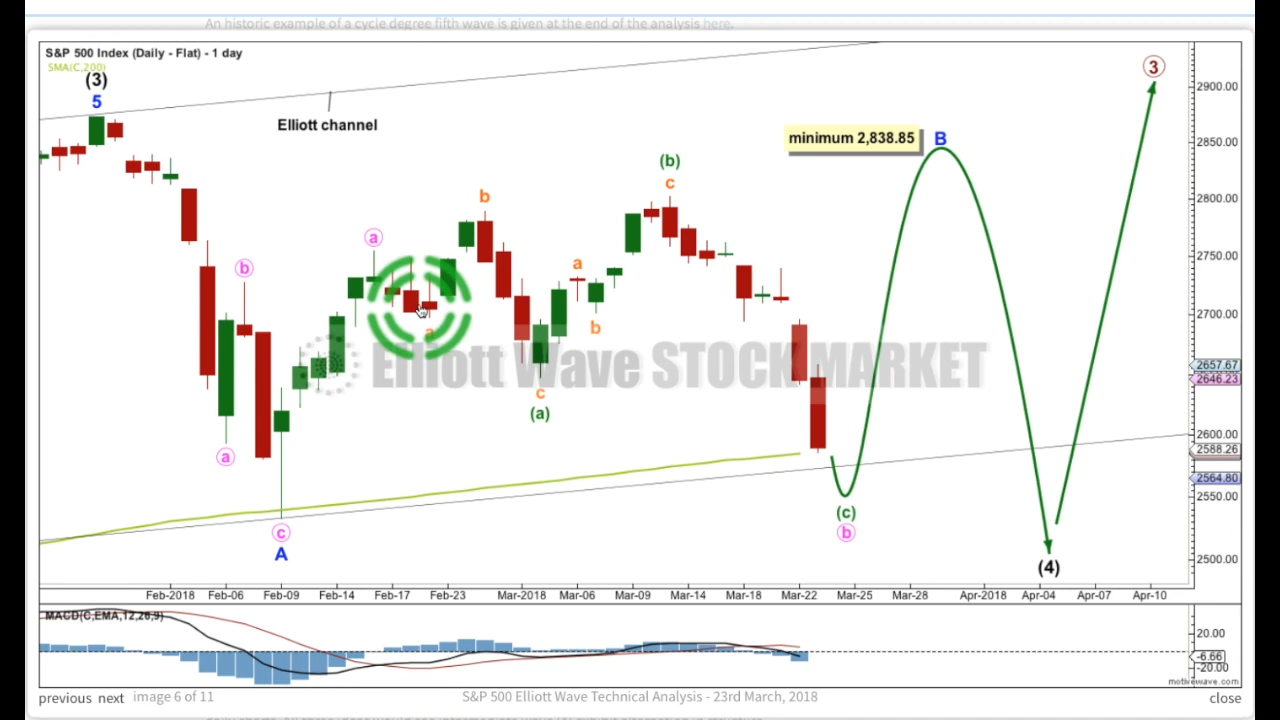 An historic example of a cycle degree fifth wave is given at the end of the analysis here.
S&P 500 Index (Daily - Flat) - 1 day
SMA(C,200)
(3)
5
Elliott channel
minimum 2,838.85
B
3
(b)
c
b
a
b
a
b
a
c
(a)
a
a
c
A
(c)
b
(4)
Elliott Wave STOCK MARKET
2900.00
2850.00
2800.00
2750.00
2700.00
2657.67
2646.23
2600.00
2588.26
2564.80
2550.00
2500.00
Feb-2018 Feb-06 Feb-09 Feb-14 Feb-17 Feb-23 Mar-2018 Mar-06 Mar-09 Mar-14 Mar-18 Mar-22 Mar-25 Mar-28 Apr-2018 Apr-04 Apr-07 Apr-10
MACD(C,EMA,12,26,9)
20.00
-6.66
-20.00
motivewave.com
previous next image 6 of 11 S&P 500 Elliott Wave Technical Analysis - 23rd March, 2018 close